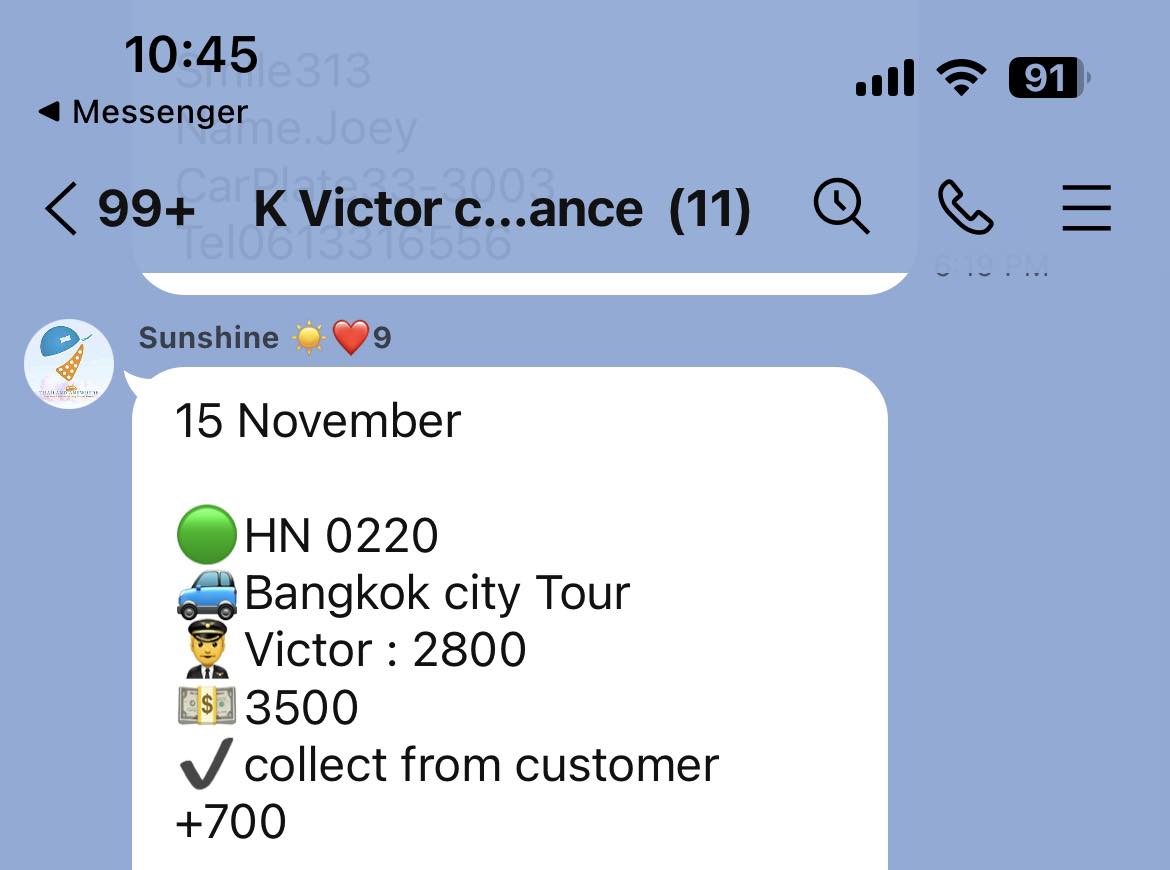 10:45
91
Messenger
Smile313
Name.Joey
CarPlate33-3003
99+ K Victor c...ance (11)
Tel0613316556
6:19 PM
Sunshine ☀️❤️9
15 November
🟢HN 0220
🚙Bangkok city Tour
👨‍✈️Victor : 2800
💵3500
✔️collect from customer
+700